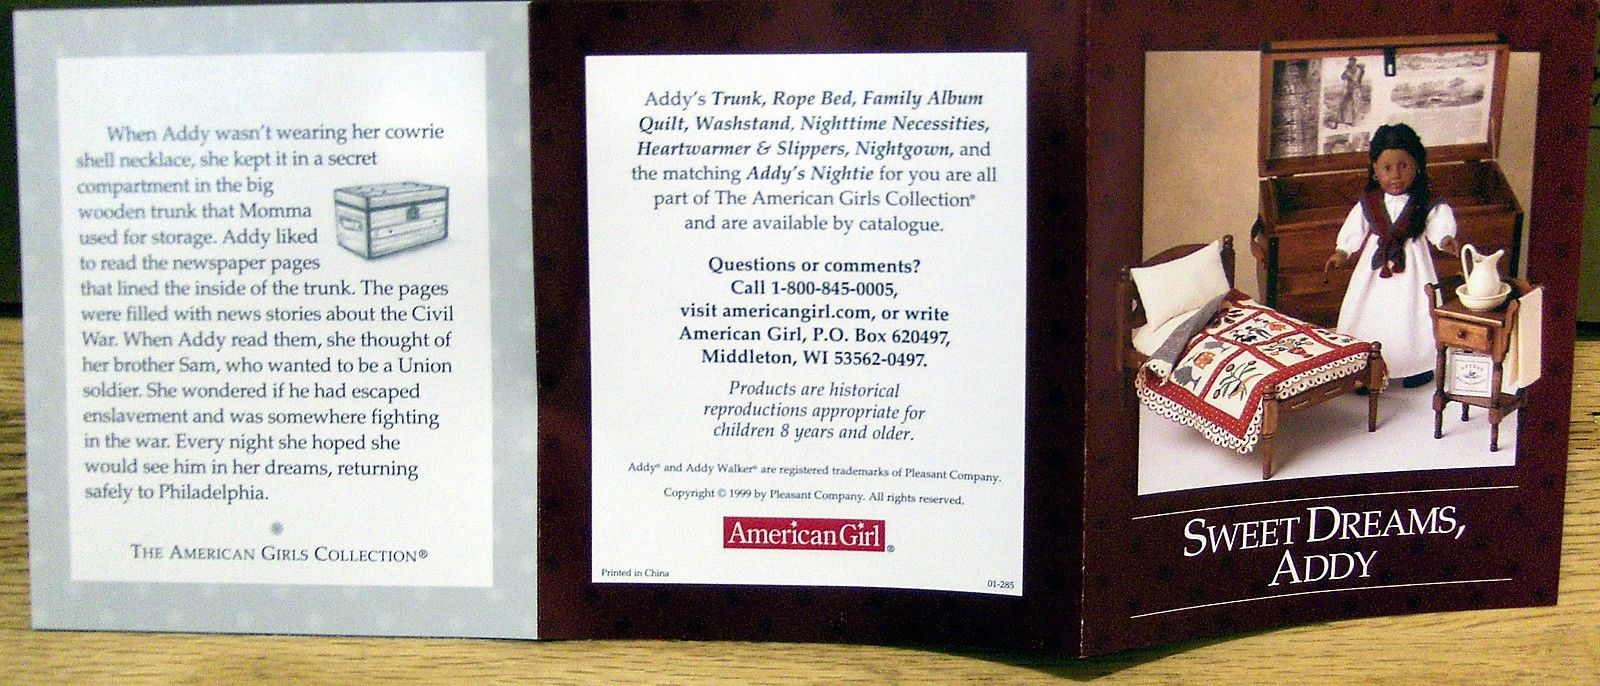 When Addy wasn't wearing her cowrie
shell necklace, she kept it in a secret
compartment in the big
wooden trunk that Momma
used for storage. Addy liked
to read the newspaper pages
that lined the inside of the trunk. The pages
were filled with news stories about the Civil
War. When Addy read them, she thought of
her brother Sam, who wanted to be a Union
soldier. She wondered if he had escaped
enslavement and was somewhere fighting
in the war. Every night she hoped she
would see him in her dreams, returning
safely to Philadelphia.
THE AMERICAN GIRLS COLLECTION®
Addy's Trunk, Rope Bed, Family Album
Quilt, Washstand, Nighttime Necessities,
Heartwarmer & Slippers, Nightgown, and
the matching Addy's Nightie for you are all
part of The American Girls Collection®
and are available by catalogue.
Questions or comments?
Call 1-800-845-0005,
visit americangirl.com, or write
American Girl, P.O. Box 620497,
Middleton, WI 53562-0497.
Products are historical
reproductions appropriate for
children 8 years and older.
Addy® and Addy Walker® are registered trademarks of Pleasant Company.
Copyright © 1999 by Pleasant Company. All rights reserved.
American Girl®
Printed in China
01-285
SWEET DREAMS,
ADDY